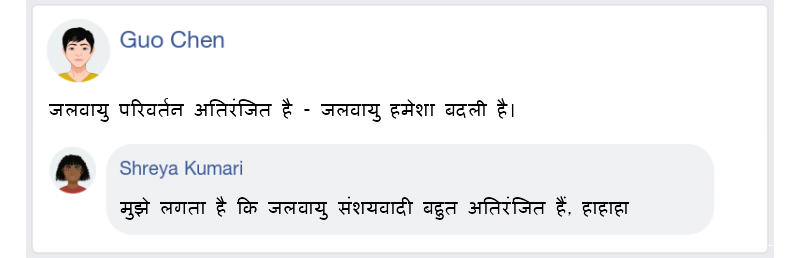 Guo Chen
जलवायु परिवर्तन अतिरंजित है - जलवायु हमेशा बदली है।
Shreya Kumari
मुझे लगता है कि जलवायु संशयवादी बहुत अतिरंजित हैं, हाहाहा